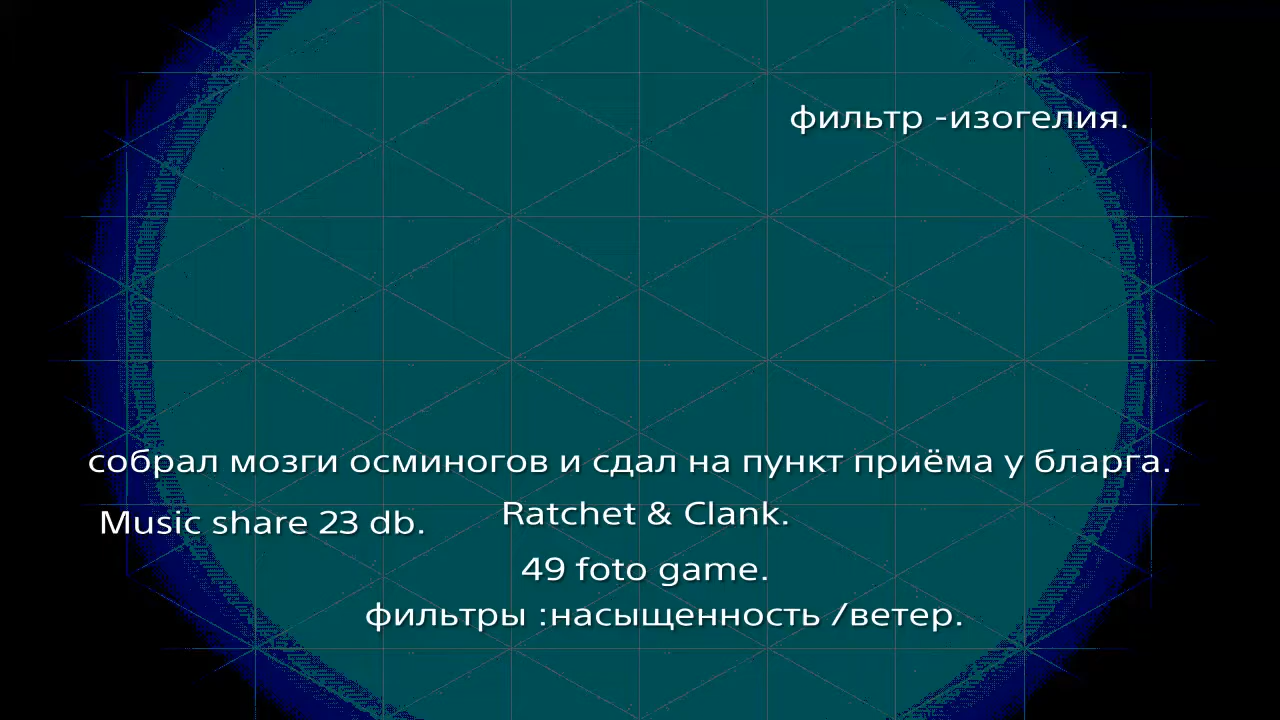 фильтр -изогелия.
собрал мозги осминогов и сдал на пункт приёма у бларга.
Music share 23 db.
Ratchet & Clank.
49 foto game.
фильтры :насыщенность /ветер.